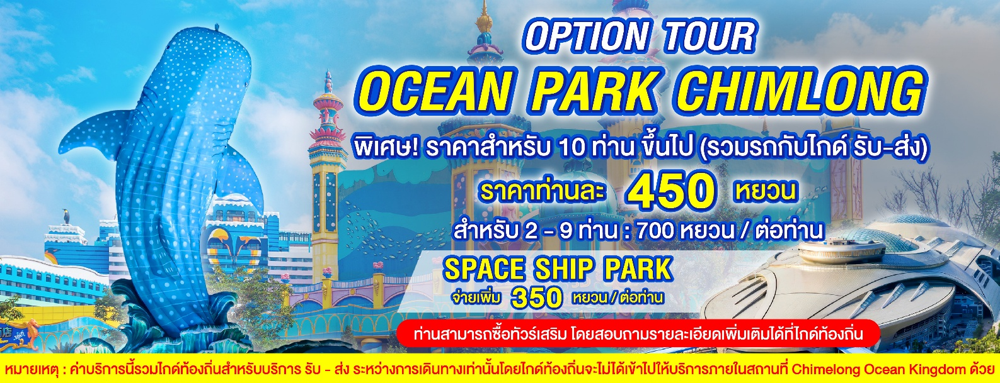 OPTION TOUR
OCEAN PARK CHIMLONG
พิเศษ! ราคาสำหรับ 10 ท่าน ขึ้นไป (รวมรถกับไกด์ รับ-ส่ง)
ราคาท่านละ 450 หยวน
สำหรับ 2 - 9 ท่าน : 700 หยวน / ต่อท่าน
SPACE SHIP PARK
จ่ายเพิ่ม 350 หยวน / ต่อท่าน
ท่านสามารถซื้อทัวร์เสริม โดยสอบถามรายละเอียดเพิ่มเติมได้ที่ไกด์ท้องถิ่น
หมายเหตุ : ค่าบริการนี้รวมไกด์ท้องถิ่นสำหรับบริการ รับ - ส่ง ระหว่างการเดินทางเท่านั้นโดยไกด์ท้องถิ่นจะไม่ได้เข้าไปให้บริการภายในสถานที่ Chimelong Ocean Kingdom ด้วย